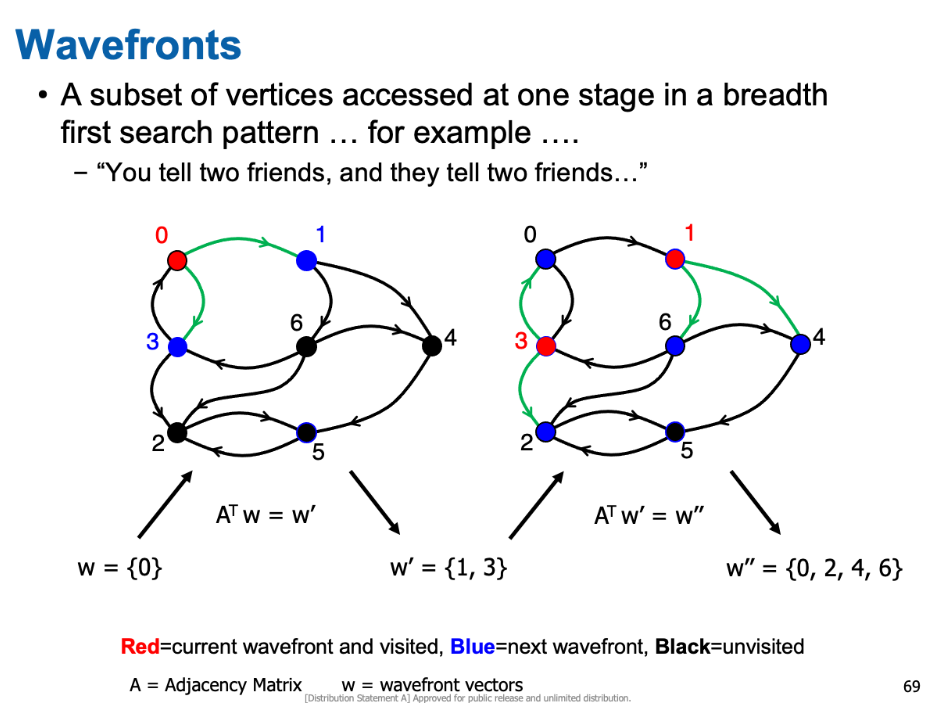 Wavefronts
• A subset of vertices accessed at one stage in a breadth
first search pattern … for example ….
– “You tell two friends, and they tell two friends…”
0 1 0 1
6 6
3 4 3 4
2 5 2 5
Aᵀ w = w′ Aᵀ w′ = w″
w = {0} w′ = {1, 3} w″ = {0, 2, 4, 6}
Red=current wavefront and visited, Blue=next wavefront, Black=unvisited
A = Adjacency Matrix w = wavefront vectors
69
[Distribution Statement A] Approved for public release and unlimited distribution.